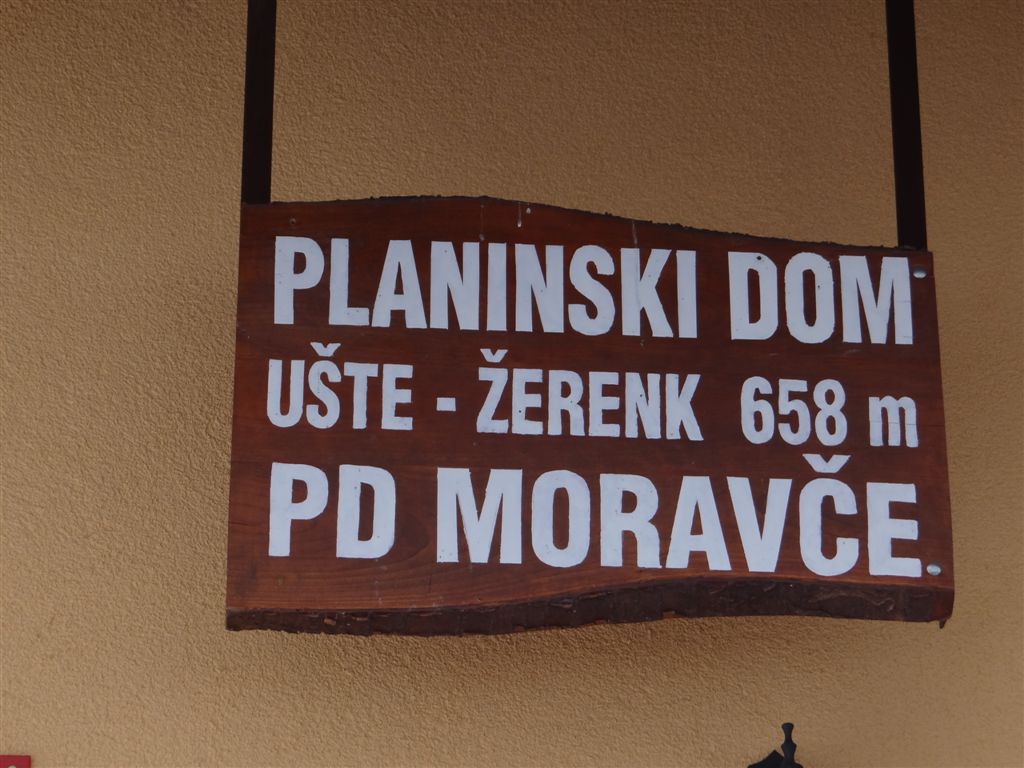 PLANINSKI DOM
UŠTE - ŽERENK 658 m
PD MORAVČE